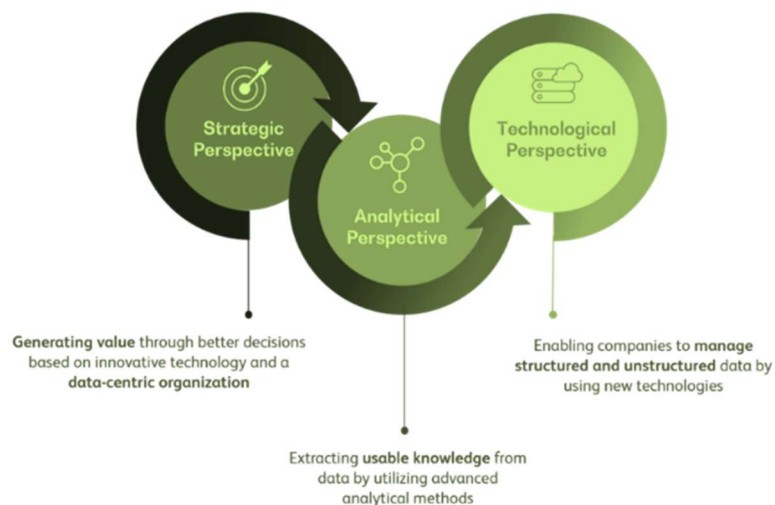 Strategic
Perspective
Analytical
Perspective
Technological
Perspective
Generating value through better decisions
based on innovative technology and a
data-centric organization
Extracting usable knowledge from
data by utilizing advanced
analytical methods
Enabling companies to manage
structured and unstructured data by
using new technologies